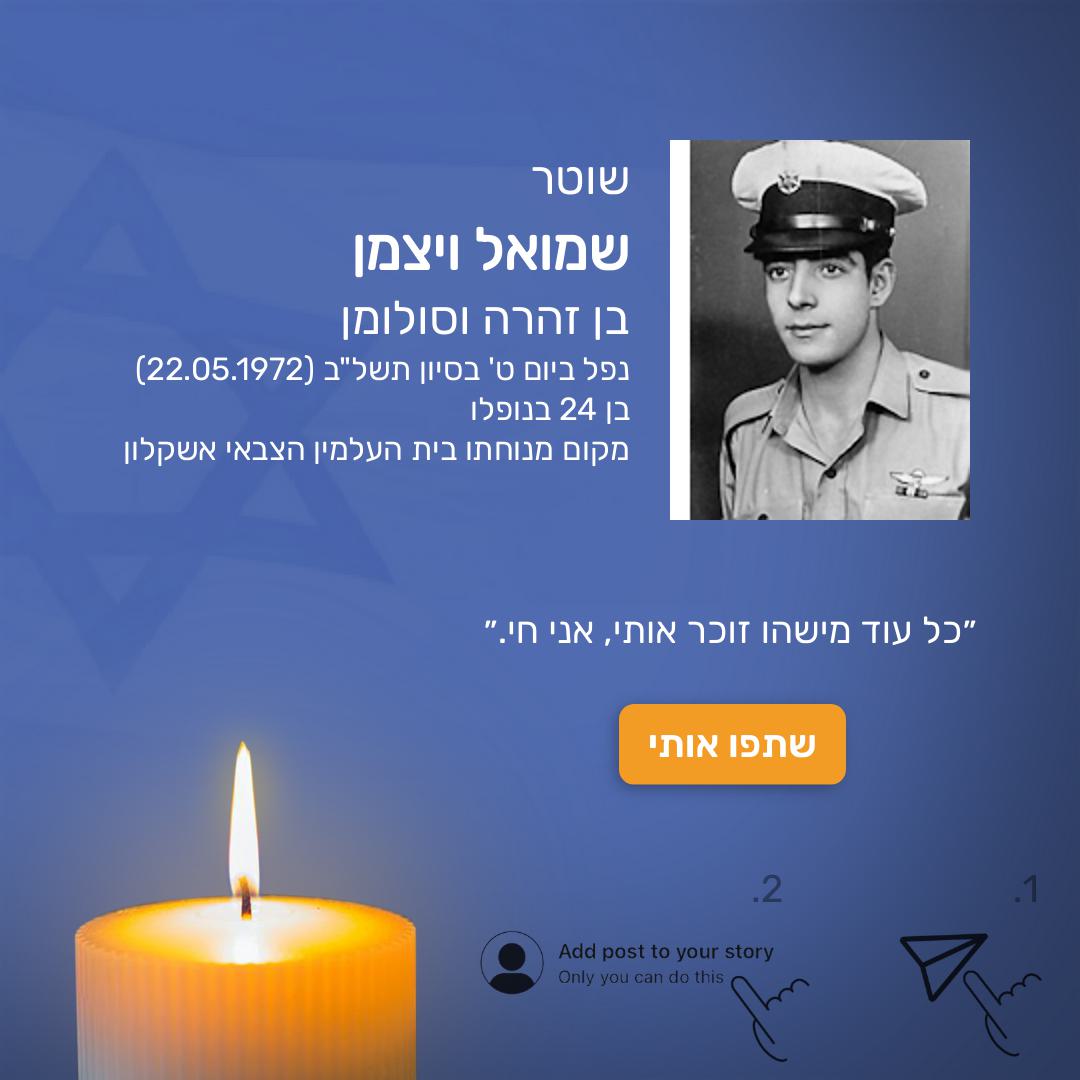 שוטר
שמואל ויצמן
בן זהרה וסולומן
נפל ביום ט' בסיון תשל"ב (22.05.1972)
בן 24 בנופלו
מקום מנוחתו בית העלמין הצבאי אשקלון
"כל עוד מישהו זוכר אותי, אני חי."
שתפו אותי
1.
2.
Add post to your story
Only you can do this